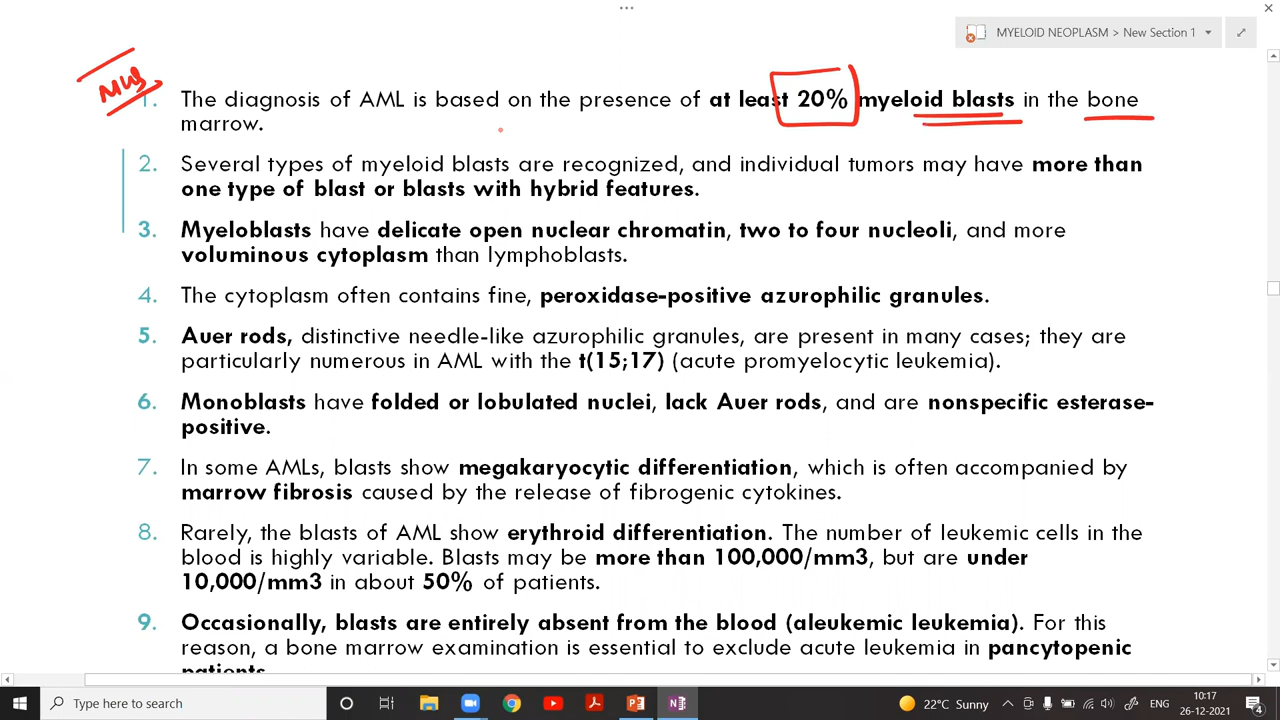 MYELOID NEOPLASM > New Section 1
1. The diagnosis of AML is based on the presence of at least 20% myeloid blasts in the bone
marrow.
2. Several types of myeloid blasts are recognized, and individual tumors may have more than
one type of blast or blasts with hybrid features.
3. Myeloblasts have delicate open nuclear chromatin, two to four nucleoli, and more
voluminous cytoplasm than lymphoblasts.
4. The cytoplasm often contains fine, peroxidase-positive azurophilic granules.
5. Auer rods, distinctive needle-like azurophilic granules, are present in many cases; they are
particularly numerous in AML with the t(15;17) (acute promyelocytic leukemia).
6. Monoblasts have folded or lobulated nuclei, lack Auer rods, and are nonspecific esterase-
positive.
7. In some AMLs, blasts show megakaryocytic differentiation, which is often accompanied by
marrow fibrosis caused by the release of fibrogenic cytokines.
8. Rarely, the blasts of AML show erythroid differentiation. The number of leukemic cells in the
blood is highly variable. Blasts may be more than 100,000/mm3, but are under
10,000/mm3 in about 50% of patients.
9. Occasionally, blasts are entirely absent from the blood (aleukemic leukemia). For this
reason, a bone marrow examination is essential to exclude acute leukemia in pancytopenic
patients.
Type here to search
22°C Sunny
ENG
10:17
26-12-2021
4